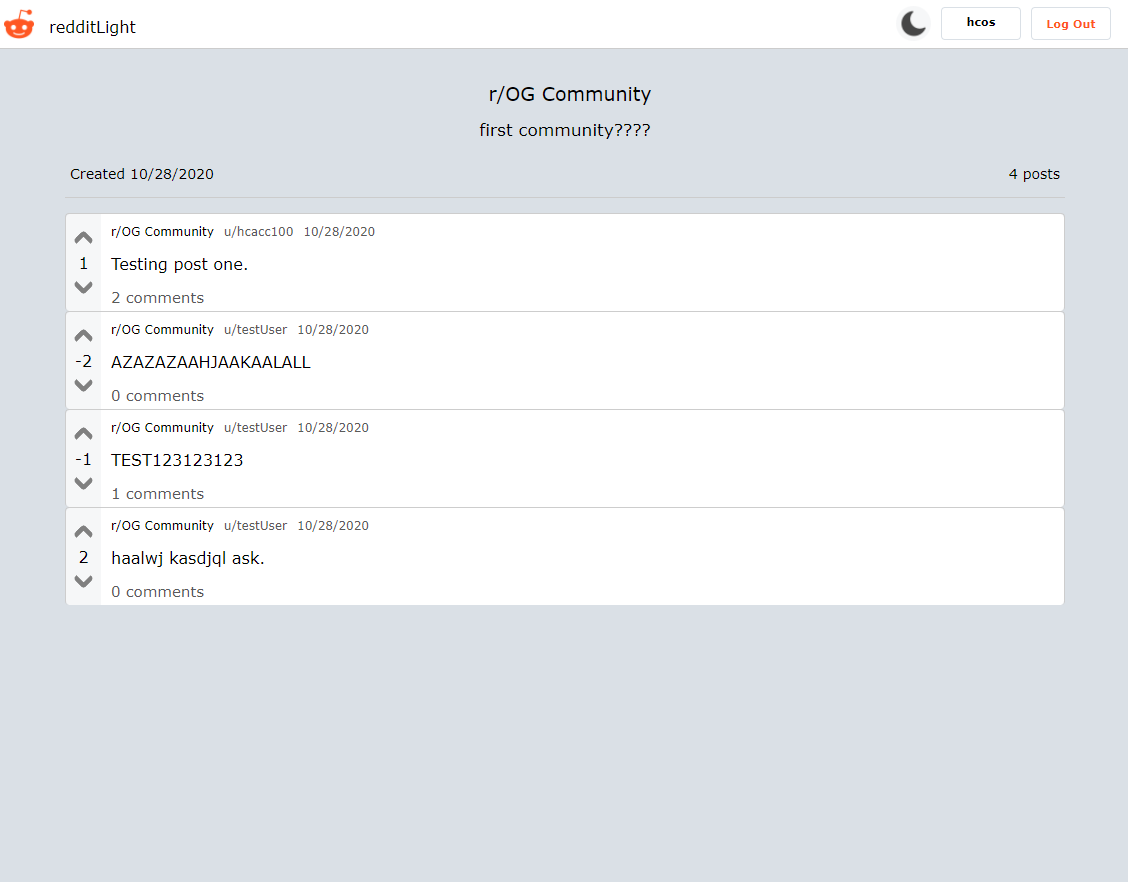 redditLight
hcos
Log Out
r/OG Community
first community????
Created 10/28/2020
4 posts
r/OG Community u/hcacc100 10/28/2020
1
Testing post one.
2 comments
r/OG Community u/testUser 10/28/2020
-2
AZAZAZAAHJAAKAALALL
0 comments
r/OG Community u/testUser 10/28/2020
-1
TEST123123123
1 comments
r/OG Community u/testUser 10/28/2020
2
haalwj kasdjql ask.
0 comments